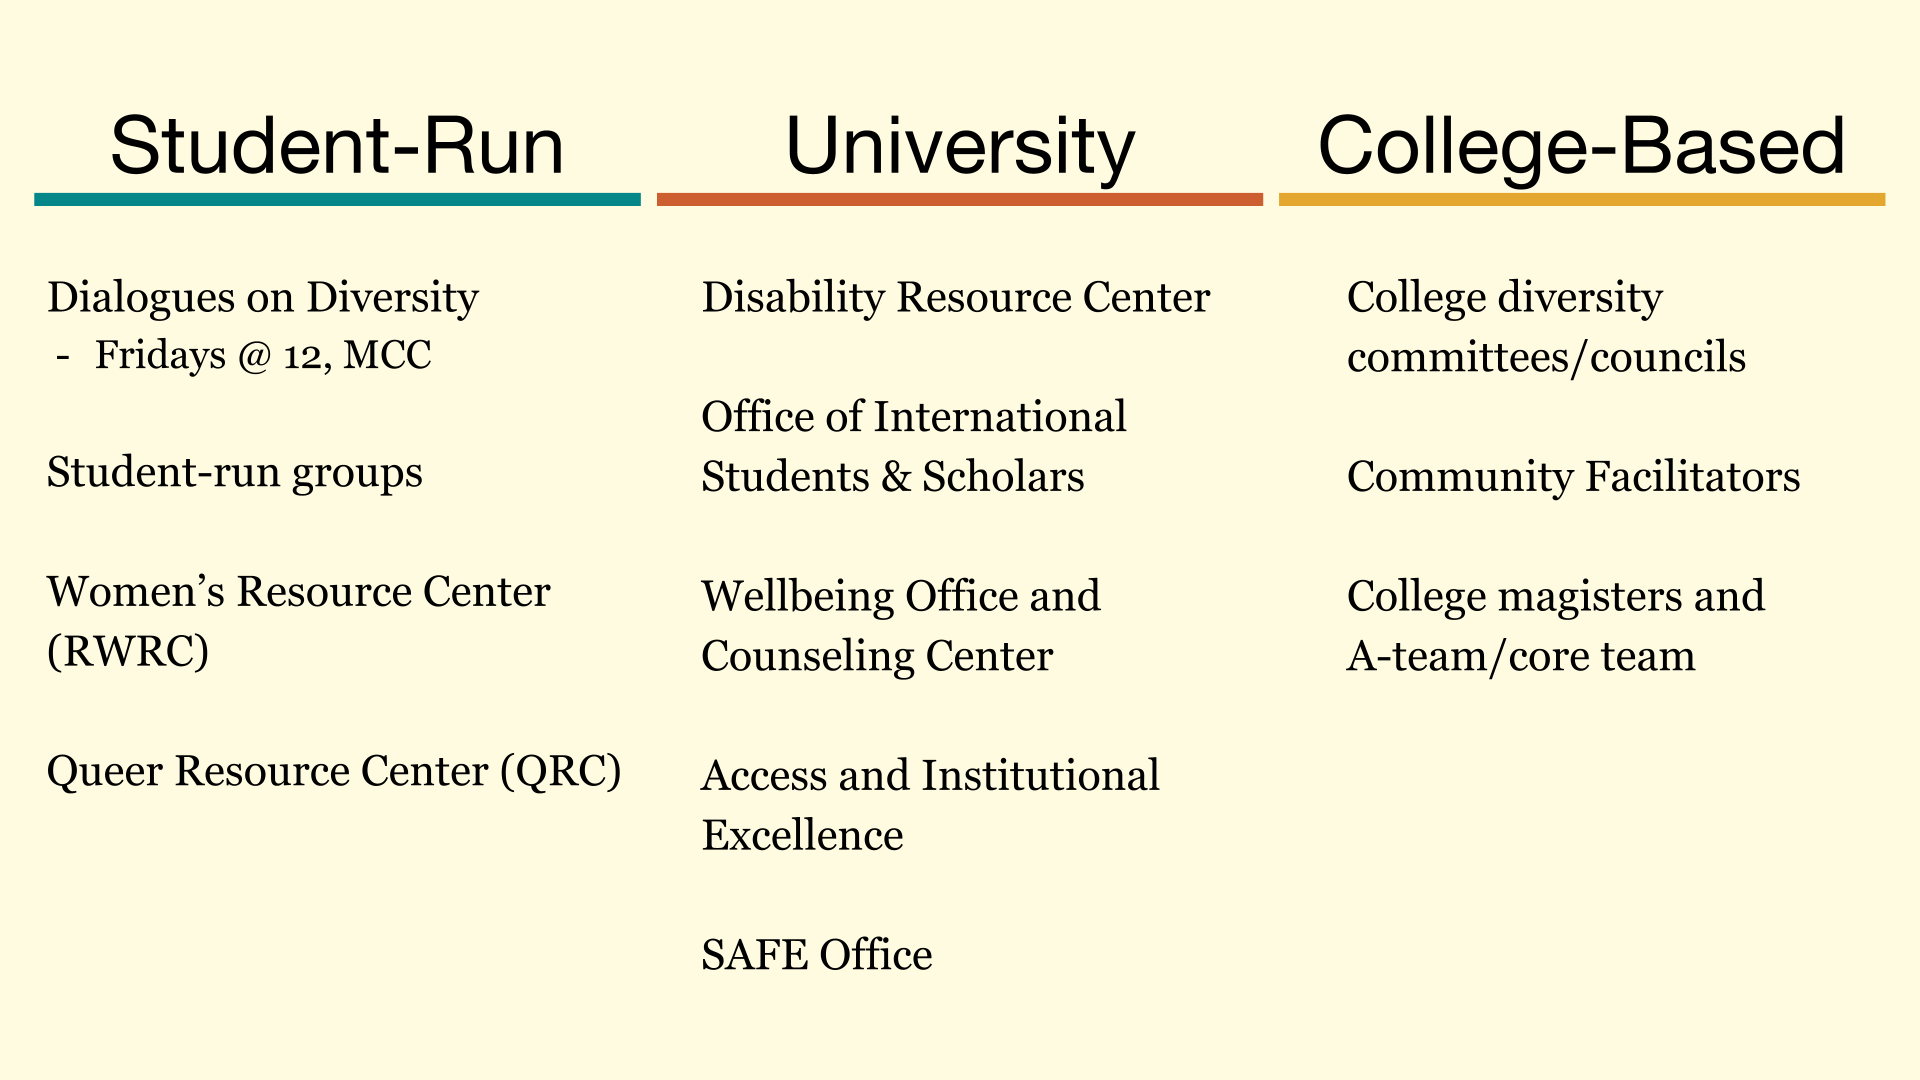 Student-Run
Dialogues on Diversity
- Fridays @ 12, MCC
Student-run groups
Women’s Resource Center
(RWRC)
Queer Resource Center (QRC)
University
Disability Resource Center
Office of International
Students & Scholars
Wellbeing Office and
Counseling Center
Access and Institutional
Excellence
SAFE Office
College-Based
College diversity
committees/councils
Community Facilitators
College magisters and
A-team/core team